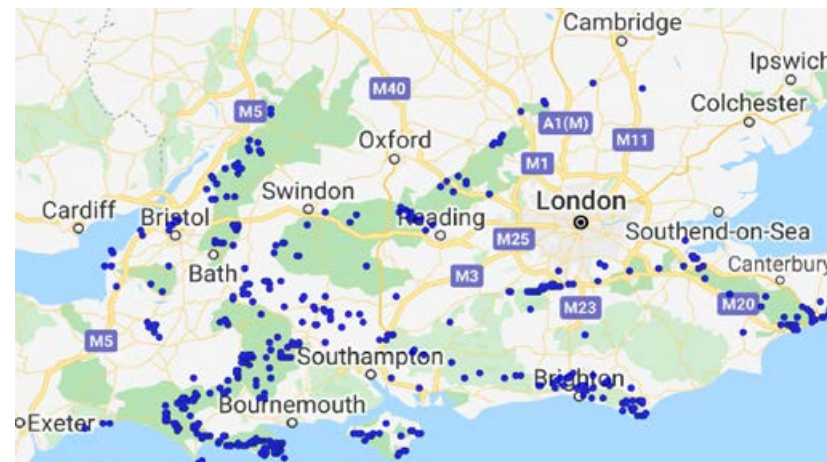 Cambridge
Ipswich
M40
M5
Colchester
A1(M)
Oxford
M11
M1
Swindon
London
Cardiff
Bristol
Reading
M25
Southend-on-Sea
Bath
Canterbury
M3
M23
M20
M5
Southampton
Brighton
Bournemouth
Exeter